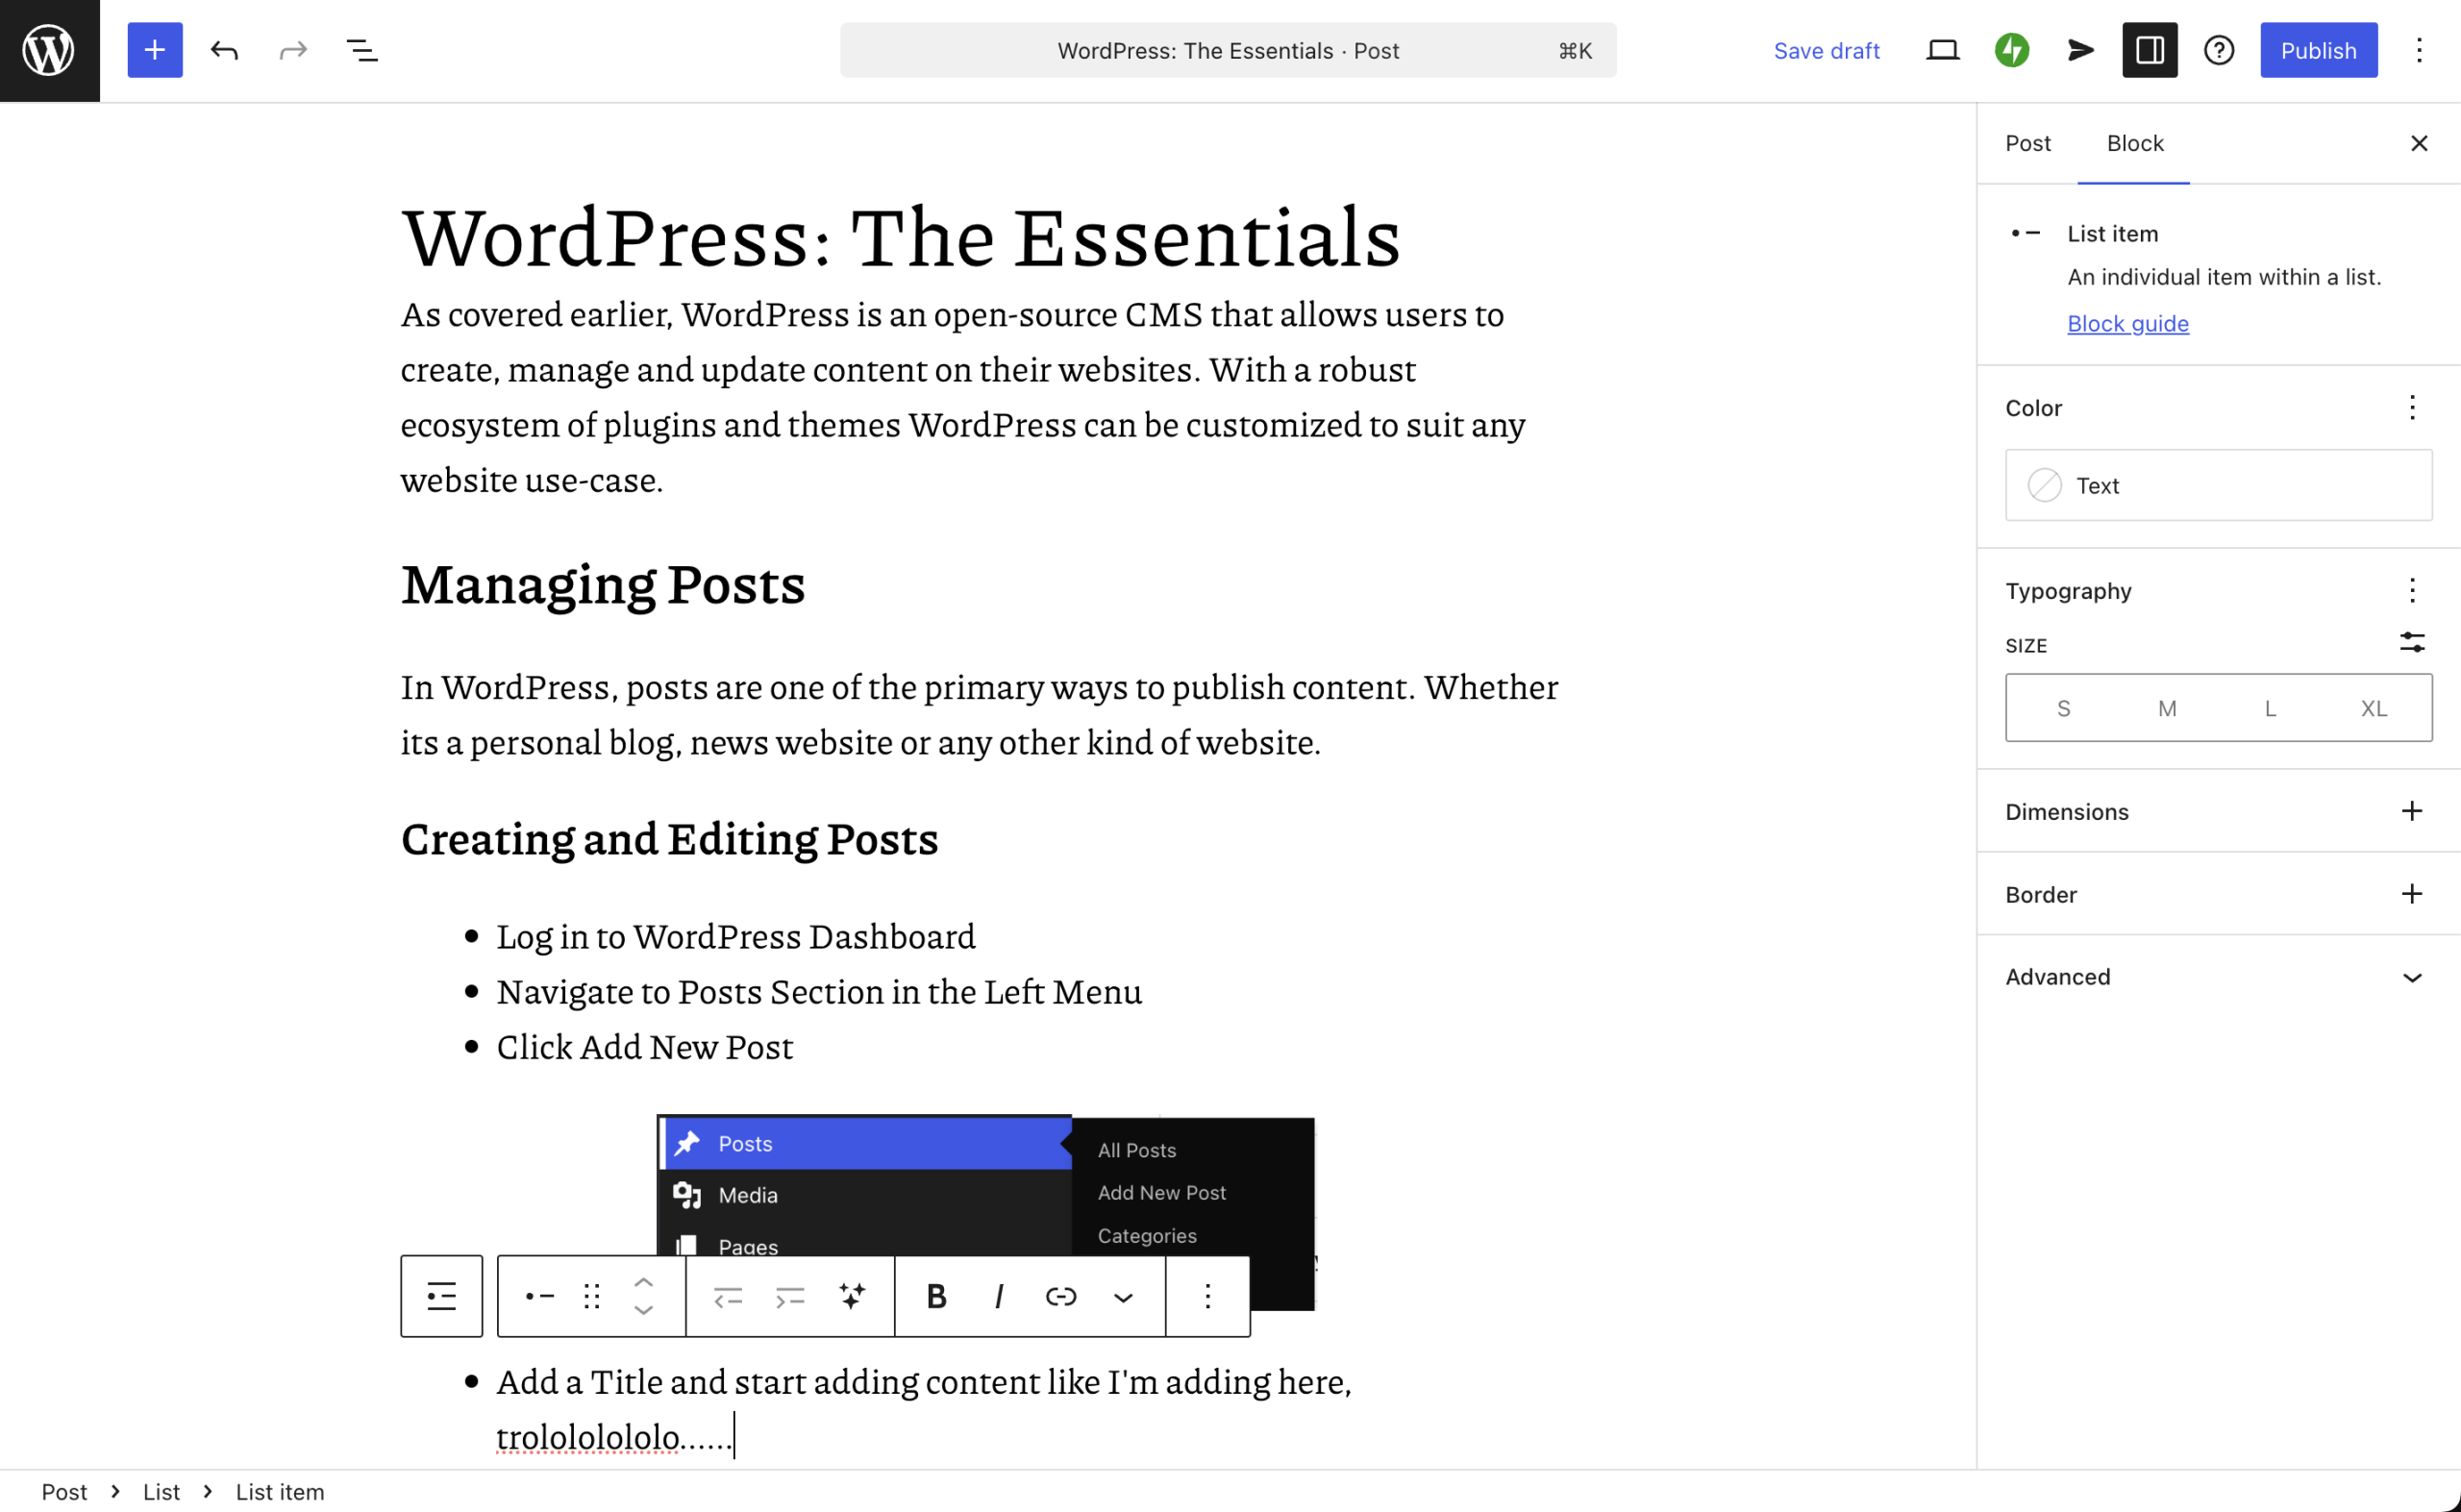 WordPress: The Essentials · Post ⌘K
Save draft
Publish
WordPress: The Essentials
As covered earlier, WordPress is an open-source CMS that allows users to
create, manage and update content on their websites. With a robust
ecosystem of plugins and themes WordPress can be customized to suit any
website use-case.
Managing Posts
In WordPress, posts are one of the primary ways to publish content. Whether
its a personal blog, news website or any other kind of website.
Creating and Editing Posts
• Log in to WordPress Dashboard
• Navigate to Posts Section in the Left Menu
• Click Add New Post
Posts
Media
Pages
All Posts
Add New Post
Categories
B I
• Add a Title and start adding content like I'm adding here,
trolololololo......
Post > List > List item
Post Block
List item
An individual item within a list.
Block guide
Color
Text
Typography
SIZE
S M L XL
Dimensions
Border
Advanced